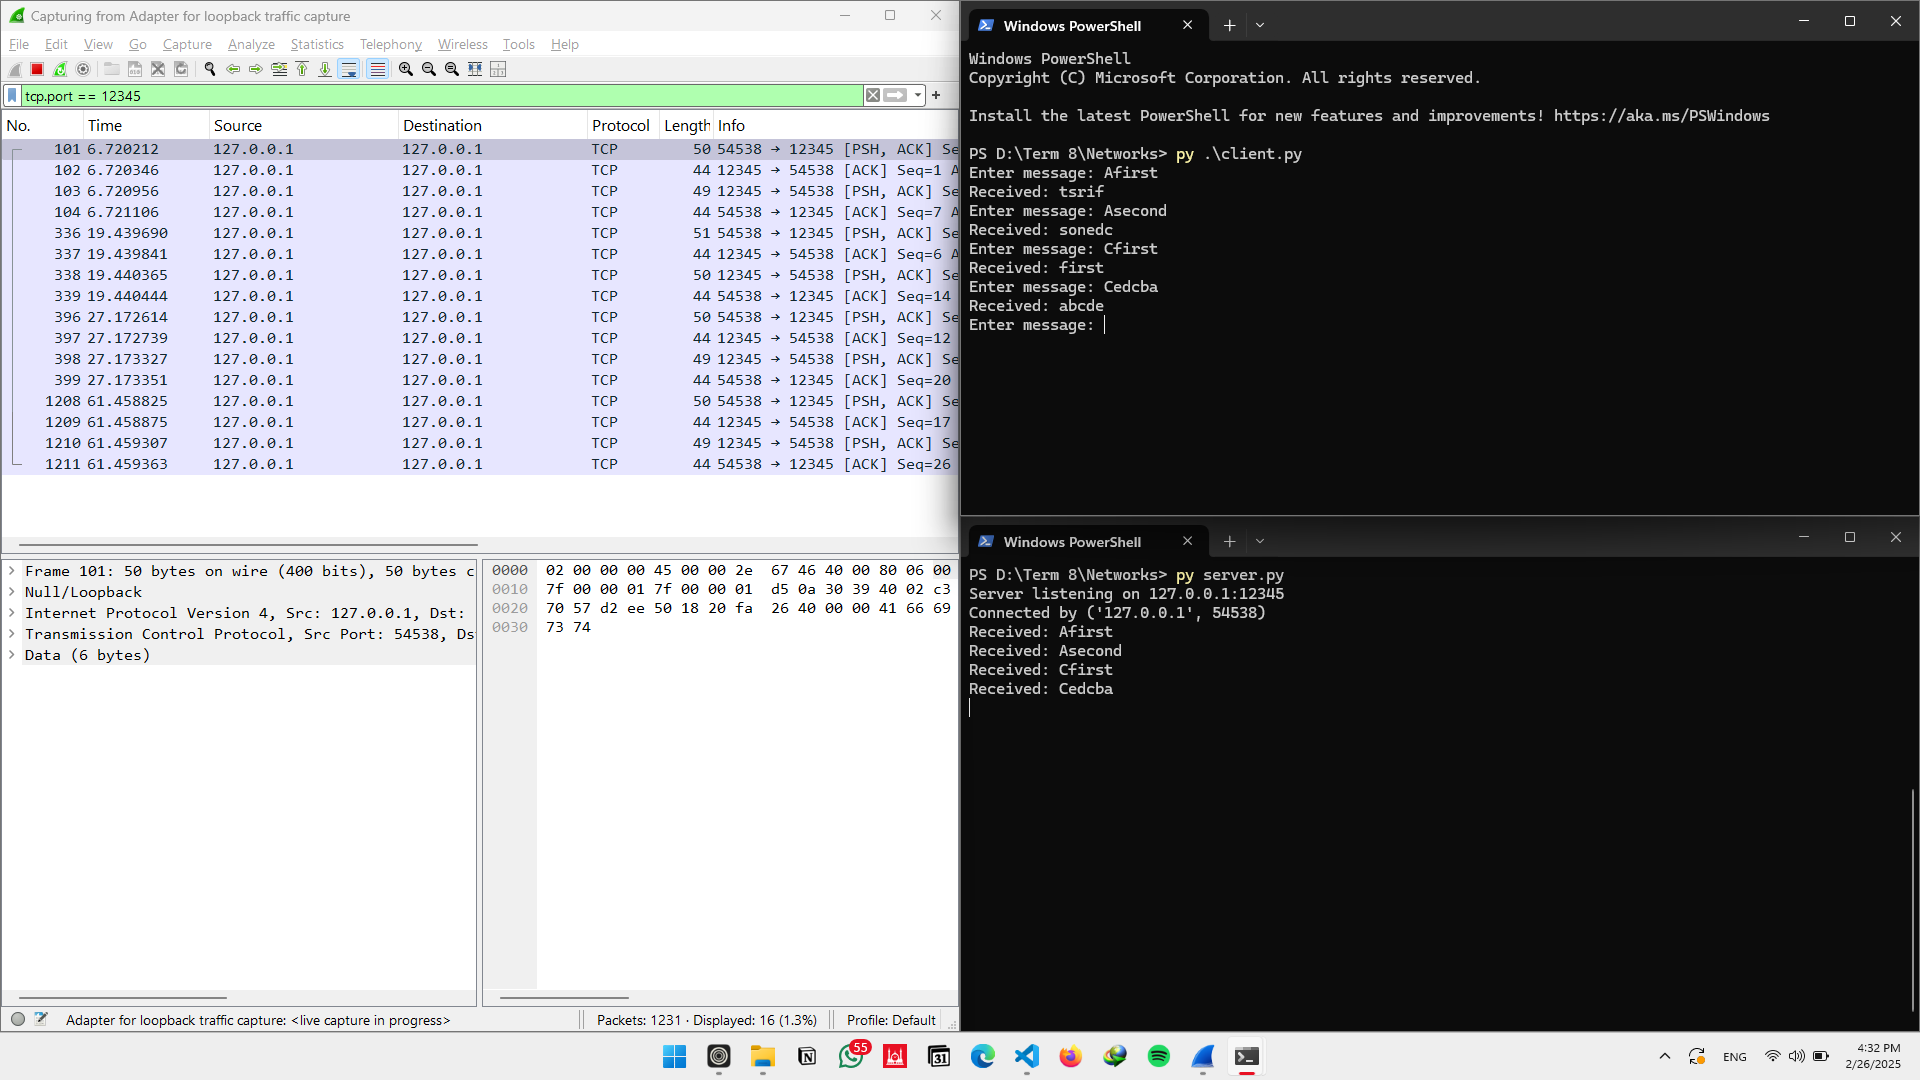 Capturing from Adapter for loopback traffic capture
File Edit View Go Capture Analyze Statistics Telephony Wireless Tools Help
tcp.port == 12345
No. Time Source Destination Protocol Length Info
101 6.720212 127.0.0.1 127.0.0.1 TCP 50 54538 → 12345 [PSH, ACK] Se
102 6.720346 127.0.0.1 127.0.0.1 TCP 44 12345 → 54538 [ACK] Seq=1 A
103 6.720956 127.0.0.1 127.0.0.1 TCP 49 12345 → 54538 [PSH, ACK] Se
104 6.721106 127.0.0.1 127.0.0.1 TCP 44 54538 → 12345 [ACK] Seq=7 A
336 19.439690 127.0.0.1 127.0.0.1 TCP 51 54538 → 12345 [PSH, ACK] Se
337 19.439841 127.0.0.1 127.0.0.1 TCP 44 12345 → 54538 [ACK] Seq=6 A
338 19.440365 127.0.0.1 127.0.0.1 TCP 50 12345 → 54538 [PSH, ACK] Se
339 19.440444 127.0.0.1 127.0.0.1 TCP 44 54538 → 12345 [ACK] Seq=14
396 27.172614 127.0.0.1 127.0.0.1 TCP 50 54538 → 12345 [PSH, ACK] Se
397 27.172739 127.0.0.1 127.0.0.1 TCP 44 12345 → 54538 [ACK] Seq=12
398 27.173327 127.0.0.1 127.0.0.1 TCP 49 12345 → 54538 [PSH, ACK] Se
399 27.173351 127.0.0.1 127.0.0.1 TCP 44 54538 → 12345 [ACK] Seq=20
1208 61.458825 127.0.0.1 127.0.0.1 TCP 50 54538 → 12345 [PSH, ACK] Se
1209 61.458875 127.0.0.1 127.0.0.1 TCP 44 12345 → 54538 [ACK] Seq=17
1210 61.459307 127.0.0.1 127.0.0.1 TCP 49 12345 → 54538 [PSH, ACK] Se
1211 61.459363 127.0.0.1 127.0.0.1 TCP 44 54538 → 12345 [ACK] Seq=26
Frame 101: 50 bytes on wire (400 bits), 50 bytes c
Null/Loopback
Internet Protocol Version 4, Src: 127.0.0.1, Dst:
Transmission Control Protocol, Src Port: 54538, Ds
Data (6 bytes)
0000 02 00 00 00 45 00 00 2e 67 46 40 00 80 06 00
0010 7f 00 00 01 7f 00 00 01 d5 0a 30 39 40 02 c3
0020 70 57 d2 ee 50 18 20 fa 26 40 00 00 41 66 69
0030 73 74
Adapter for loopback traffic capture: <live capture in progress>
Packets: 1231 · Displayed: 16 (1.3%)
Profile: Default
Windows PowerShell
Windows PowerShell
Copyright (C) Microsoft Corporation. All rights reserved.
Install the latest PowerShell for new features and improvements! https://aka.ms/PSWindows
PS D:\Term 8\Networks> py .\client.py
Enter message: Afirst
Received: tsrif
Enter message: Asecond
Received: sonedc
Enter message: Cfirst
Received: first
Enter message: Cedcba
Received: abcde
Enter message:
Windows PowerShell
PS D:\Term 8\Networks> py server.py
Server listening on 127.0.0.1:12345
Connected by ('127.0.0.1', 54538)
Received: Afirst
Received: Asecond
Received: Cfirst
Received: Cedcba
55
31
ENG
4:32 PM
2/26/2025